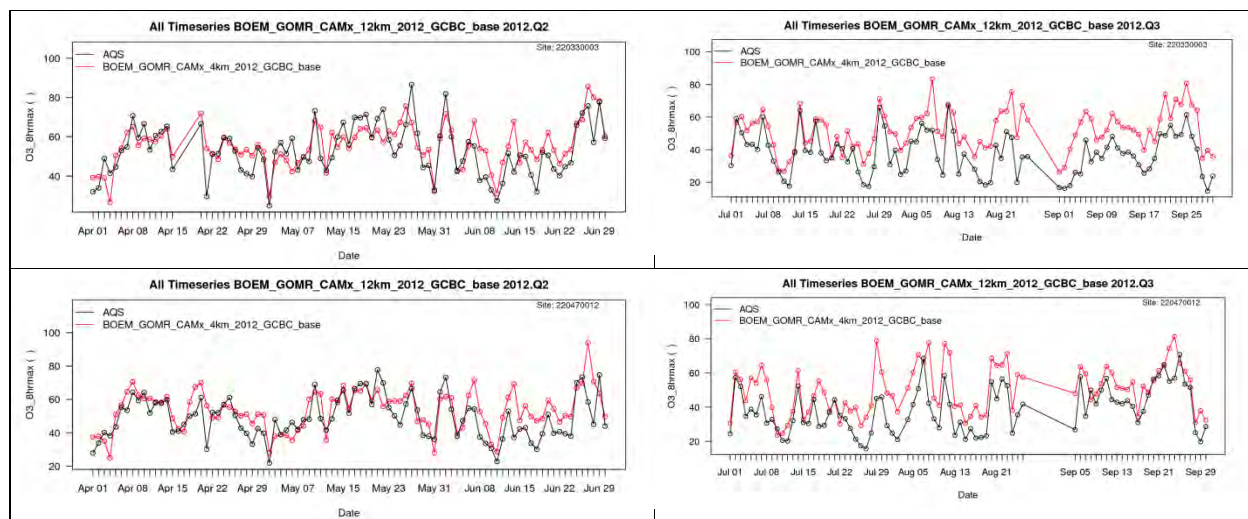 All Timeseries BOEM_GOMR_CAMx_12km_2012_GCBC_base 2012.Q2
Site: 220330003
AQS
BOEM_GOMR_CAMx_4km_2012_GCBC_base
O3_8hrmax ( )
100
80
60
40
Apr 01 Apr 08 Apr 15 Apr 22 Apr 29 May 07 May 15 May 23 May 31 Jun 08 Jun 15 Jun 22 Jun 29
Date
All Timeseries BOEM_GOMR_CAMx_12km_2012_GCBC_base 2012.Q3
Site: 220330003
AQS
BOEM_GOMR_CAMx_4km_2012_GCBC_base
O3_8hrmax ( )
100
80
60
40
20
Jul 01 Jul 08 Jul 15 Jul 22 Jul 29 Aug 05 Aug 13 Aug 21 Sep 01 Sep 09 Sep 17 Sep 25
Date
All Timeseries BOEM_GOMR_CAMx_12km_2012_GCBC_base 2012.Q2
Site: 220470012
AQS
BOEM_GOMR_CAMx_4km_2012_GCBC_base
O3_8hrmax ( )
100
80
60
40
20
Apr 01 Apr 08 Apr 15 Apr 22 Apr 29 May 07 May 15 May 23 May 31 Jun 08 Jun 15 Jun 22 Jun 29
Date
All Timeseries BOEM_GOMR_CAMx_12km_2012_GCBC_base 2012.Q3
Site: 220470012
AQS
BOEM_GOMR_CAMx_4km_2012_GCBC_base
O3_8hrmax ( )
100
80
60
40
20
Jul 01 Jul 08 Jul 15 Jul 22 Jul 29 Aug 05 Aug 13 Aug 21 Sep 05 Sep 13 Sep 21 Sep 29
Date